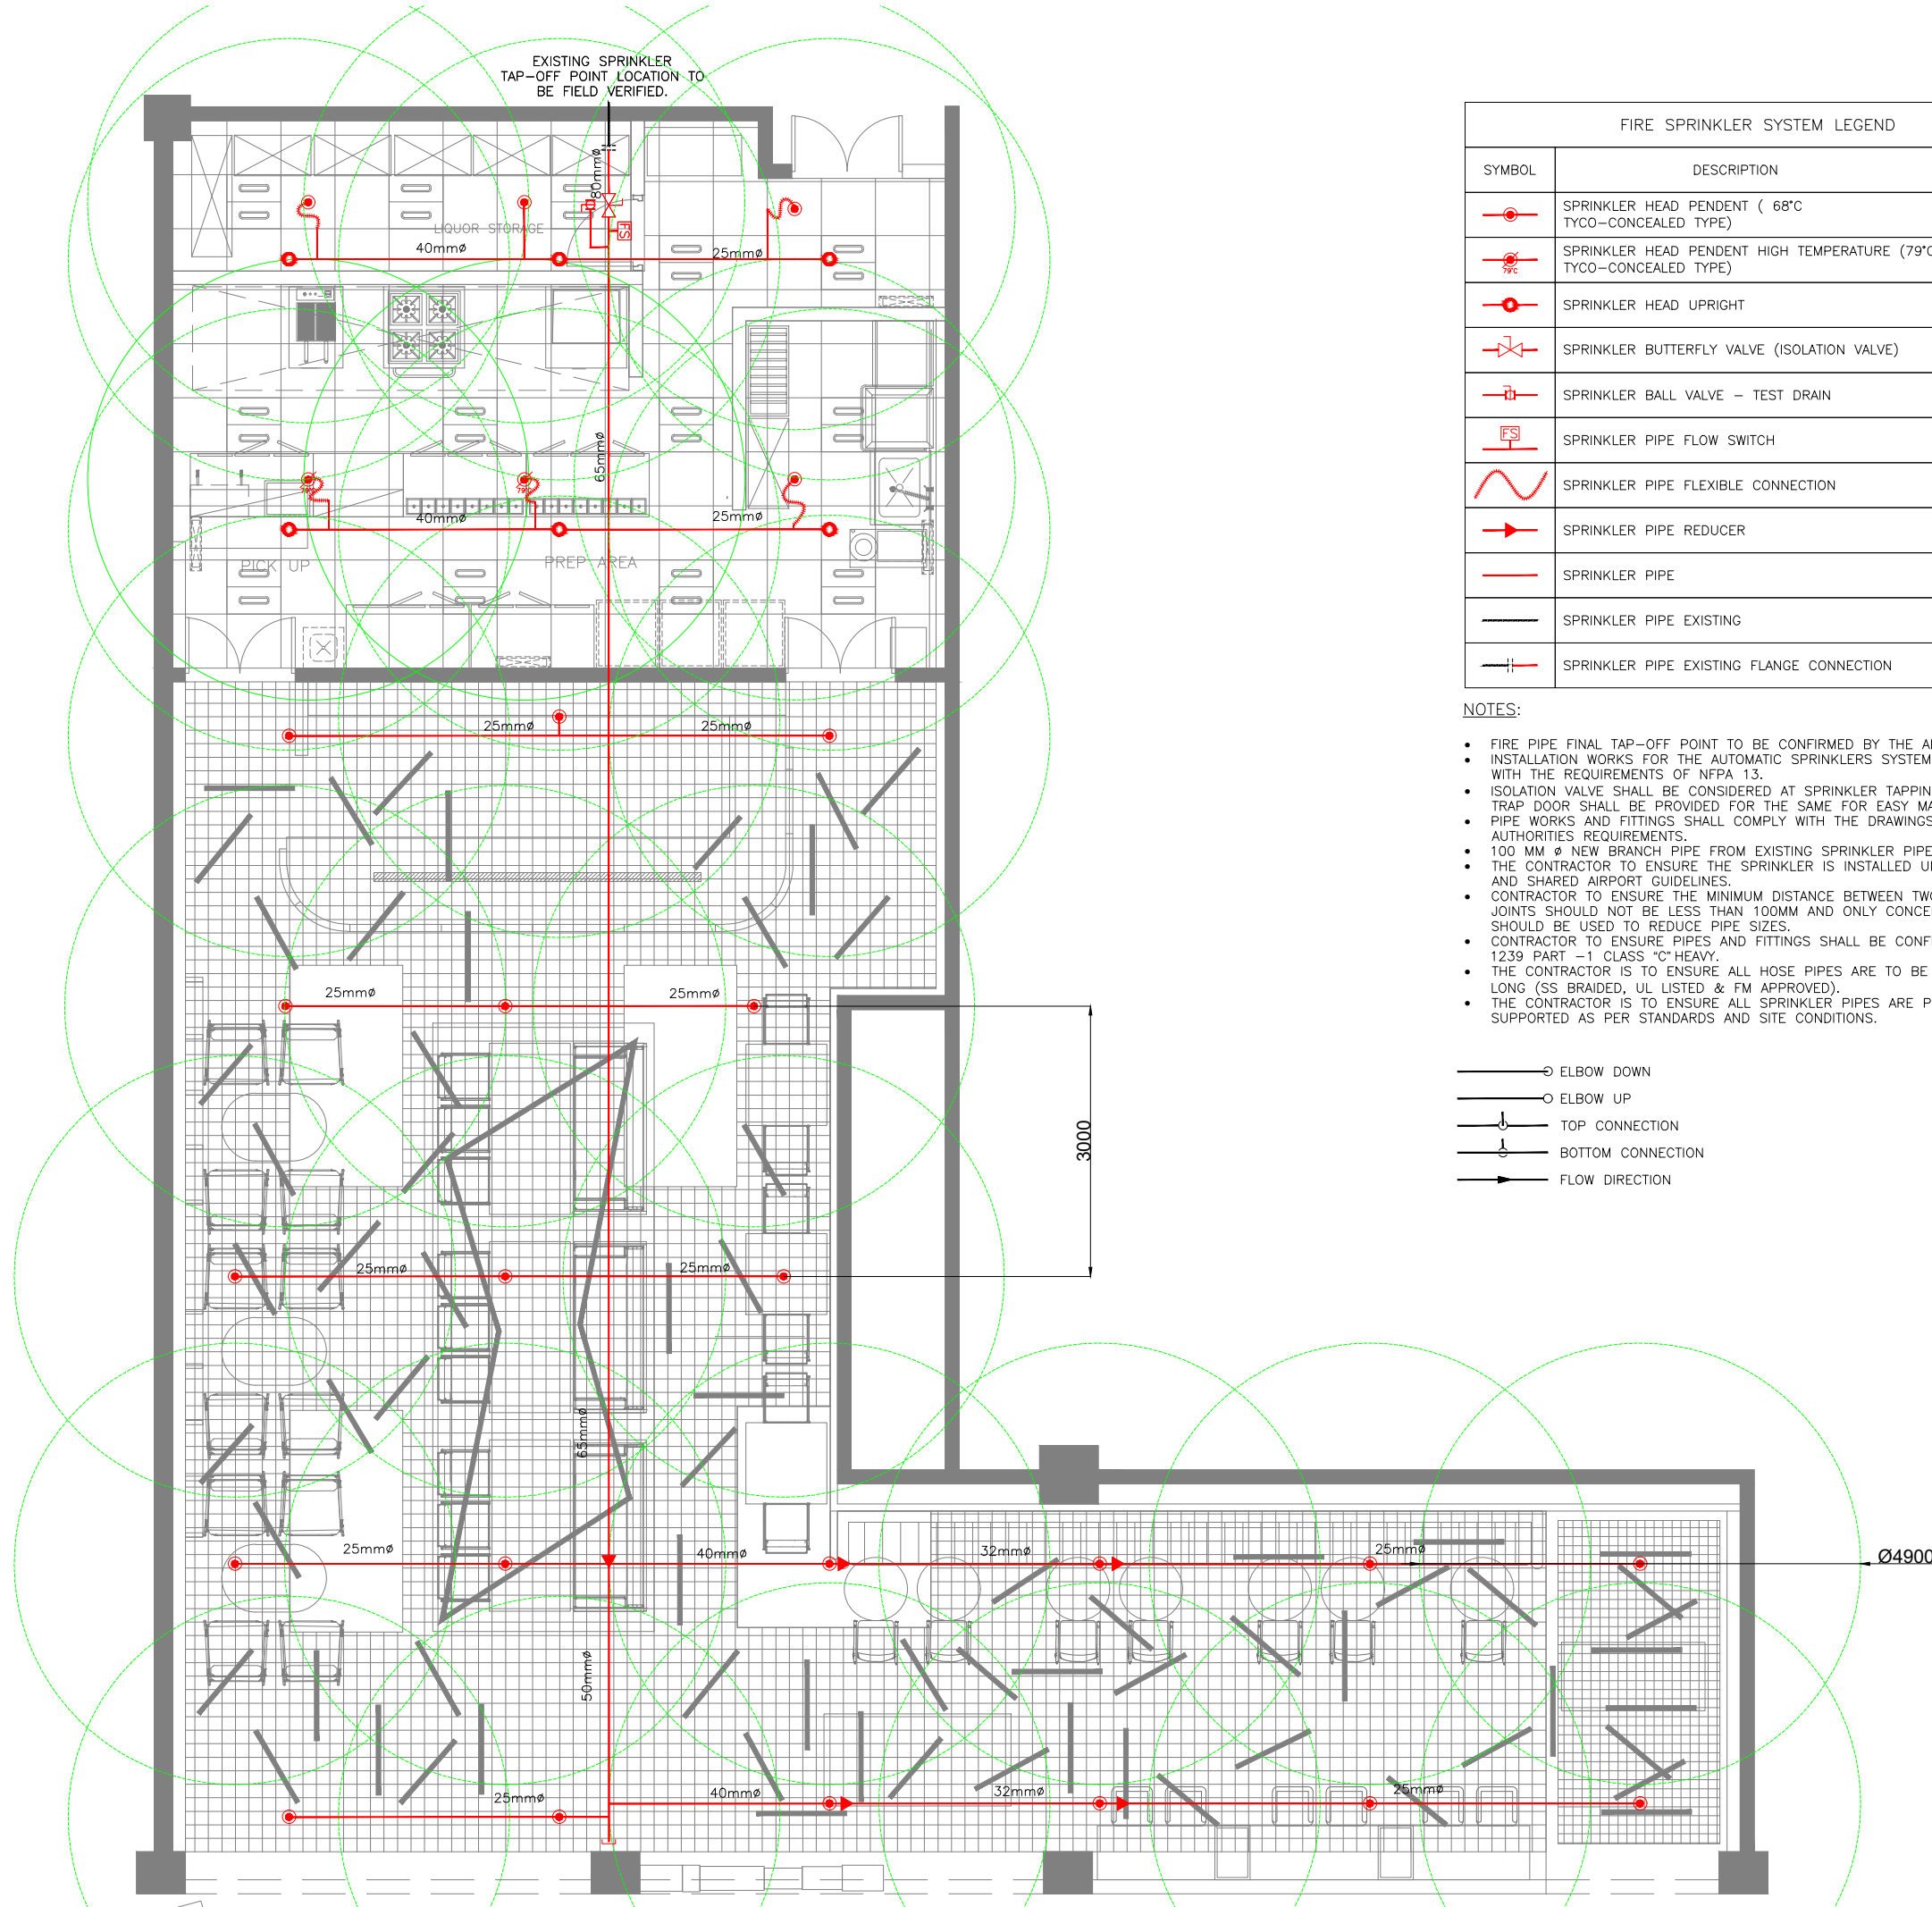 EXISTING SPRINKLER
TAP-OFF POINT LOCATION TO
BE FIELD VERIFIED.
80mmø
FS
LIQUOR STORAGE
40mmø
25mmø
65mmø
79°C
79°C
40mmø
25mmø
PICK UP
PREP AREA
25mmø
25mmø
25mmø
25mmø
3000
25mmø
25mmø
65mmø
25mmø
40mmø
32mmø
25mmø
Ø4900
50mmø
25mmø
40mmø
32mmø
25mmø
FIRE SPRINKLER SYSTEM LEGEND
SYMBOL DESCRIPTION
SPRINKLER HEAD PENDENT ( 68°C
TYCO-CONCEALED TYPE)
SPRINKLER HEAD PENDENT HIGH TEMPERATURE (79°C
TYCO-CONCEALED TYPE)
79°C
SPRINKLER HEAD UPRIGHT
SPRINKLER BUTTERFLY VALVE (ISOLATION VALVE)
SPRINKLER BALL VALVE - TEST DRAIN
FS
SPRINKLER PIPE FLOW SWITCH
SPRINKLER PIPE FLEXIBLE CONNECTION
SPRINKLER PIPE REDUCER
SPRINKLER PIPE
SPRINKLER PIPE EXISTING
SPRINKLER PIPE EXISTING FLANGE CONNECTION
NOTES:
• FIRE PIPE FINAL TAP-OFF POINT TO BE CONFIRMED BY THE
• INSTALLATION WORKS FOR THE AUTOMATIC SPRINKLERS SYSTEM
WITH THE REQUIREMENTS OF NFPA 13.
• ISOLATION VALVE SHALL BE CONSIDERED AT SPRINKLER TAPPIN
TRAP DOOR SHALL BE PROVIDED FOR THE SAME FOR EASY MA
• PIPE WORKS AND FITTINGS SHALL COMPLY WITH THE DRAWINGS
AUTHORITIES REQUIREMENTS.
• 100 MM ø NEW BRANCH PIPE FROM EXISTING SPRINKLER PIPE
• THE CONTRACTOR TO ENSURE THE SPRINKLER IS INSTALLED U
AND SHARED AIRPORT GUIDELINES.
• CONTRACTOR TO ENSURE THE MINIMUM DISTANCE BETWEEN TWO
JOINTS SHOULD NOT BE LESS THAN 100MM AND ONLY CONCE
SHOULD BE USED TO REDUCE PIPE SIZES.
• CONTRACTOR TO ENSURE PIPES AND FITTINGS SHALL BE CONF
1239 PART -1 CLASS "C" HEAVY.
• THE CONTRACTOR IS TO ENSURE ALL HOSE PIPES ARE TO BE
LONG (SS BRAIDED, UL LISTED & FM APPROVED).
• THE CONTRACTOR IS TO ENSURE ALL SPRINKLER PIPES ARE P
SUPPORTED AS PER STANDARDS AND SITE CONDITIONS.
ELBOW DOWN
ELBOW UP
TOP CONNECTION
BOTTOM CONNECTION
FLOW DIRECTION